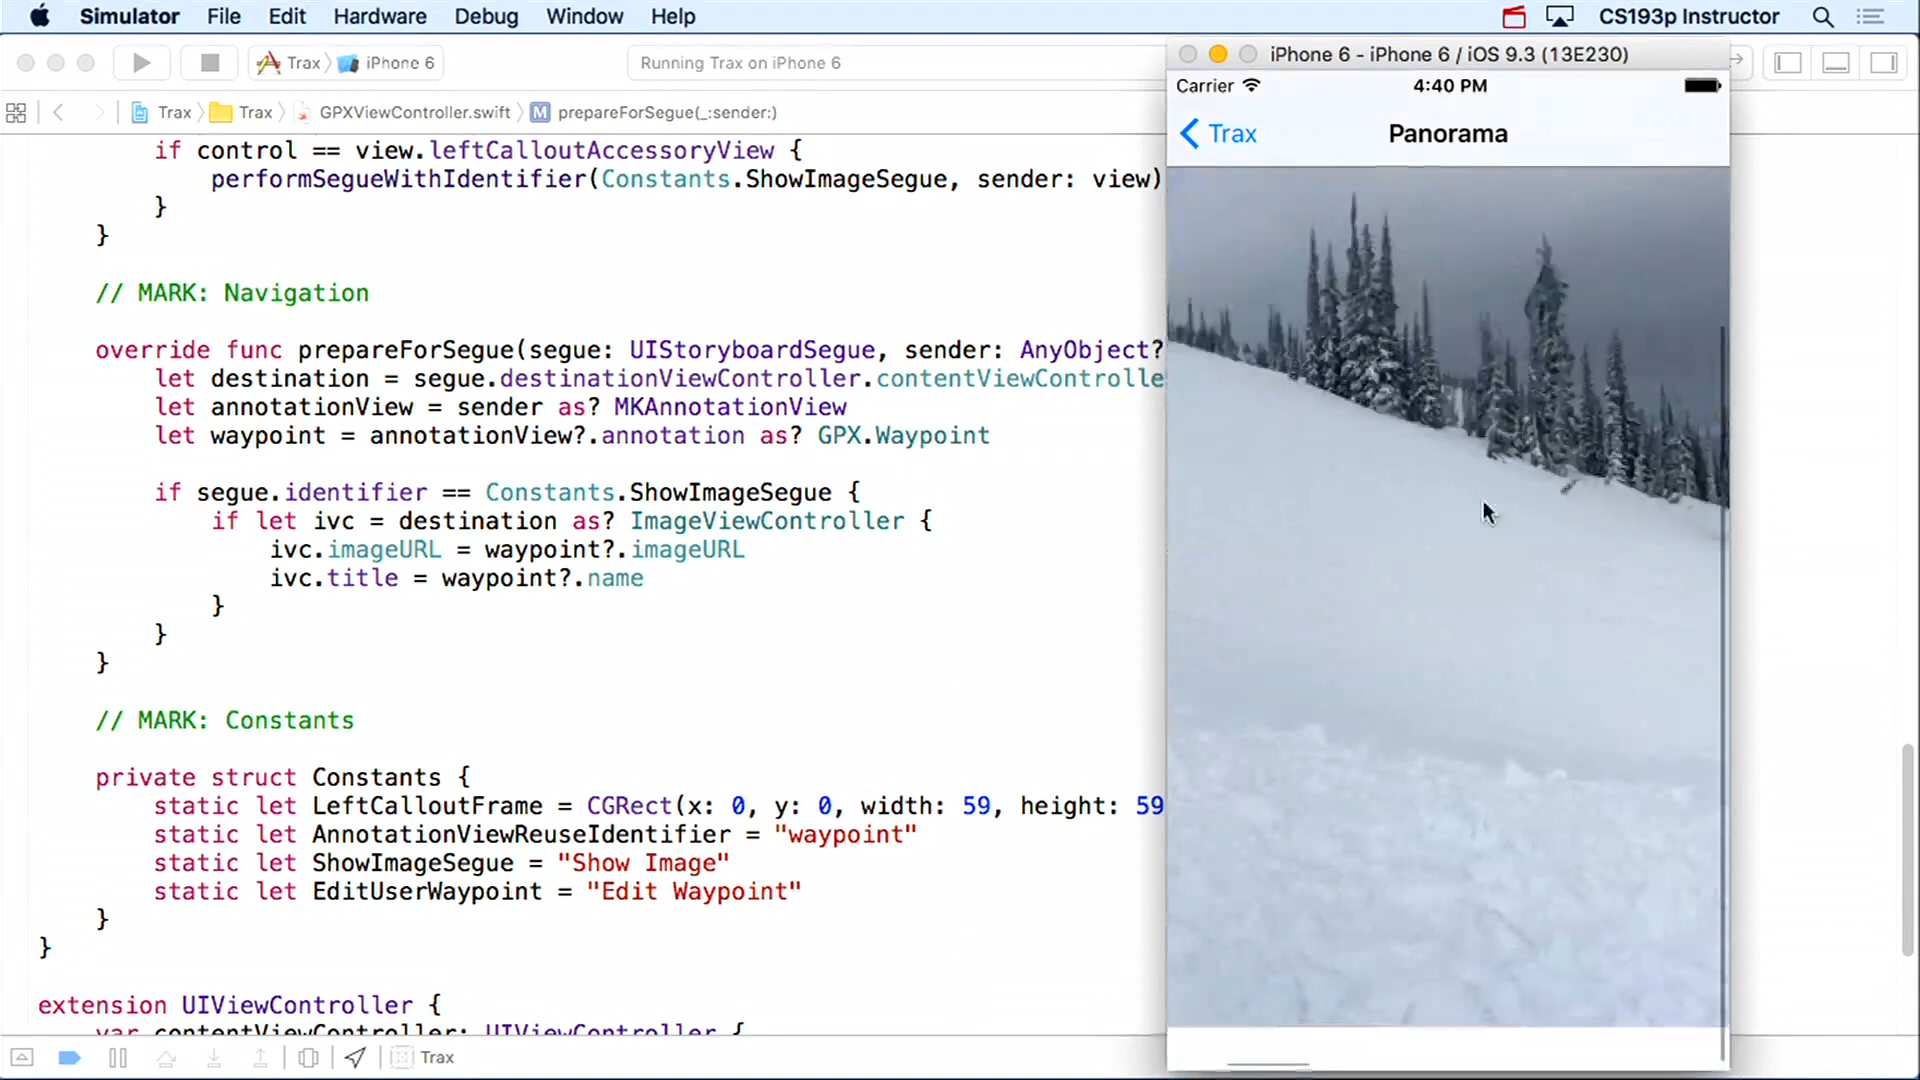 Simulator File Edit Hardware Debug Window Help CS193p Instructor
Trax iPhone 6 Running Trax on iPhone 6
Trax Trax GPXViewController.swift M prepareForSegue(_:sender:)
if control == view.leftCalloutAccessoryView {
performSegueWithIdentifier(Constants.ShowImageSegue, sender: view)
}
}
// MARK: Navigation
override func prepareForSegue(segue: UIStoryboardSegue, sender: AnyObject?
let destination = segue.destinationViewController.contentViewControlle
let annotationView = sender as? MKAnnotationView
let waypoint = annotationView?.annotation as? GPX.Waypoint
if segue.identifier == Constants.ShowImageSegue {
if let ivc = destination as? ImageViewController {
ivc.imageURL = waypoint?.imageURL
ivc.title = waypoint?.name
}
}
}
// MARK: Constants
private struct Constants {
static let LeftCalloutFrame = CGRect(x: 0, y: 0, width: 59, height: 59
static let AnnotationViewReuseIdentifier = "waypoint"
static let ShowImageSegue = "Show Image"
static let EditUserWaypoint = "Edit Waypoint"
}
}
extension UIViewController {
var contentViewController: UIViewController {
Trax
iPhone 6 - iPhone 6 / iOS 9.3 (13E230)
Carrier 4:40 PM
Trax Panorama